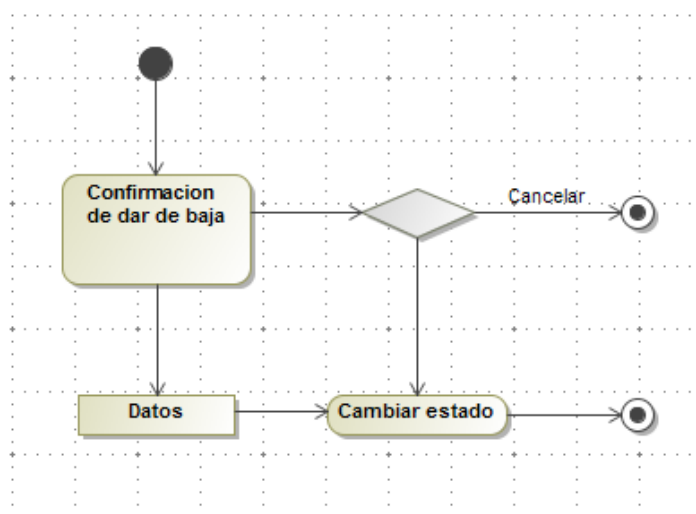 Confirmacion
de dar de baja
Cancelar
Datos
Cambiar estado